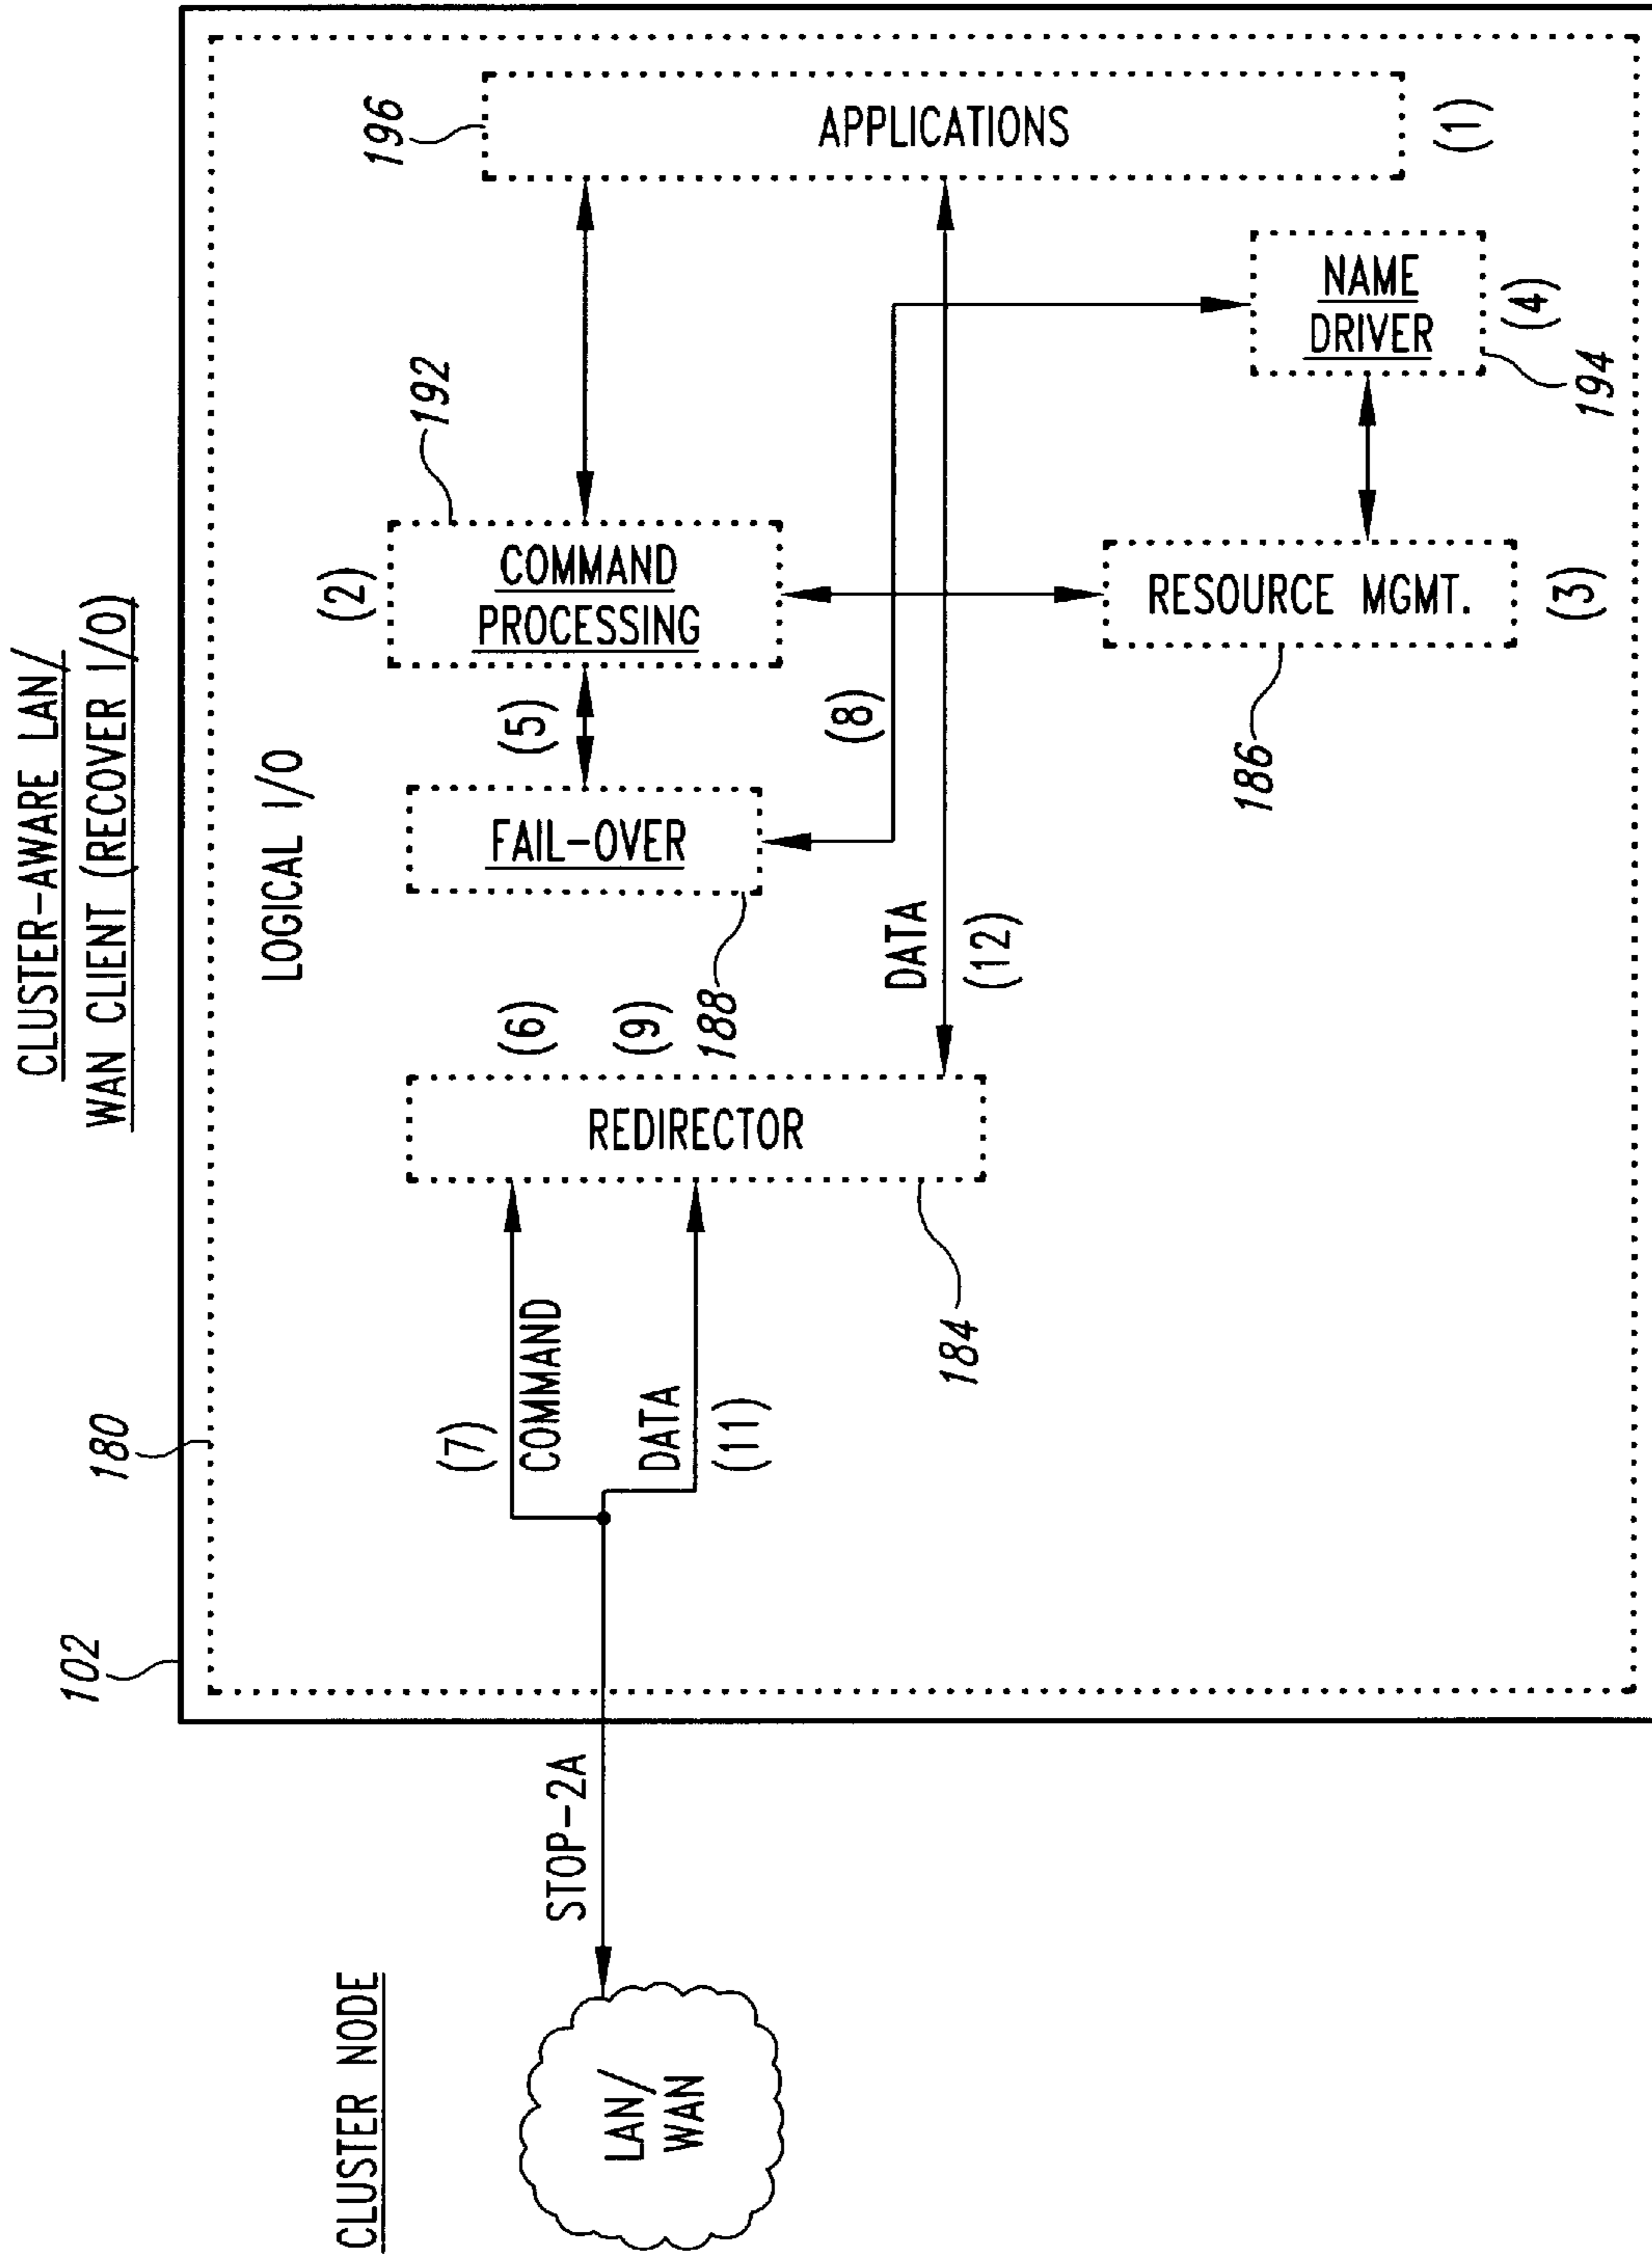 CLUSTER-AWARE LAN/
WAN CLIENT (RECOVER I/O)
CLUSTER NODE
LAN/
WAN
STOP-2A
102
180
LOGICAL I/O
(7)
COMMAND
DATA
(11)
REDIRECTOR
184
(6)
(9)
188
FAIL-OVER
(5)
(2)
COMMAND
PROCESSING
192
196
APPLICATIONS
(1)
(8)
DATA
(12)
RESOURCE MGMT.
(3)
186
NAME
DRIVER
(4)
194